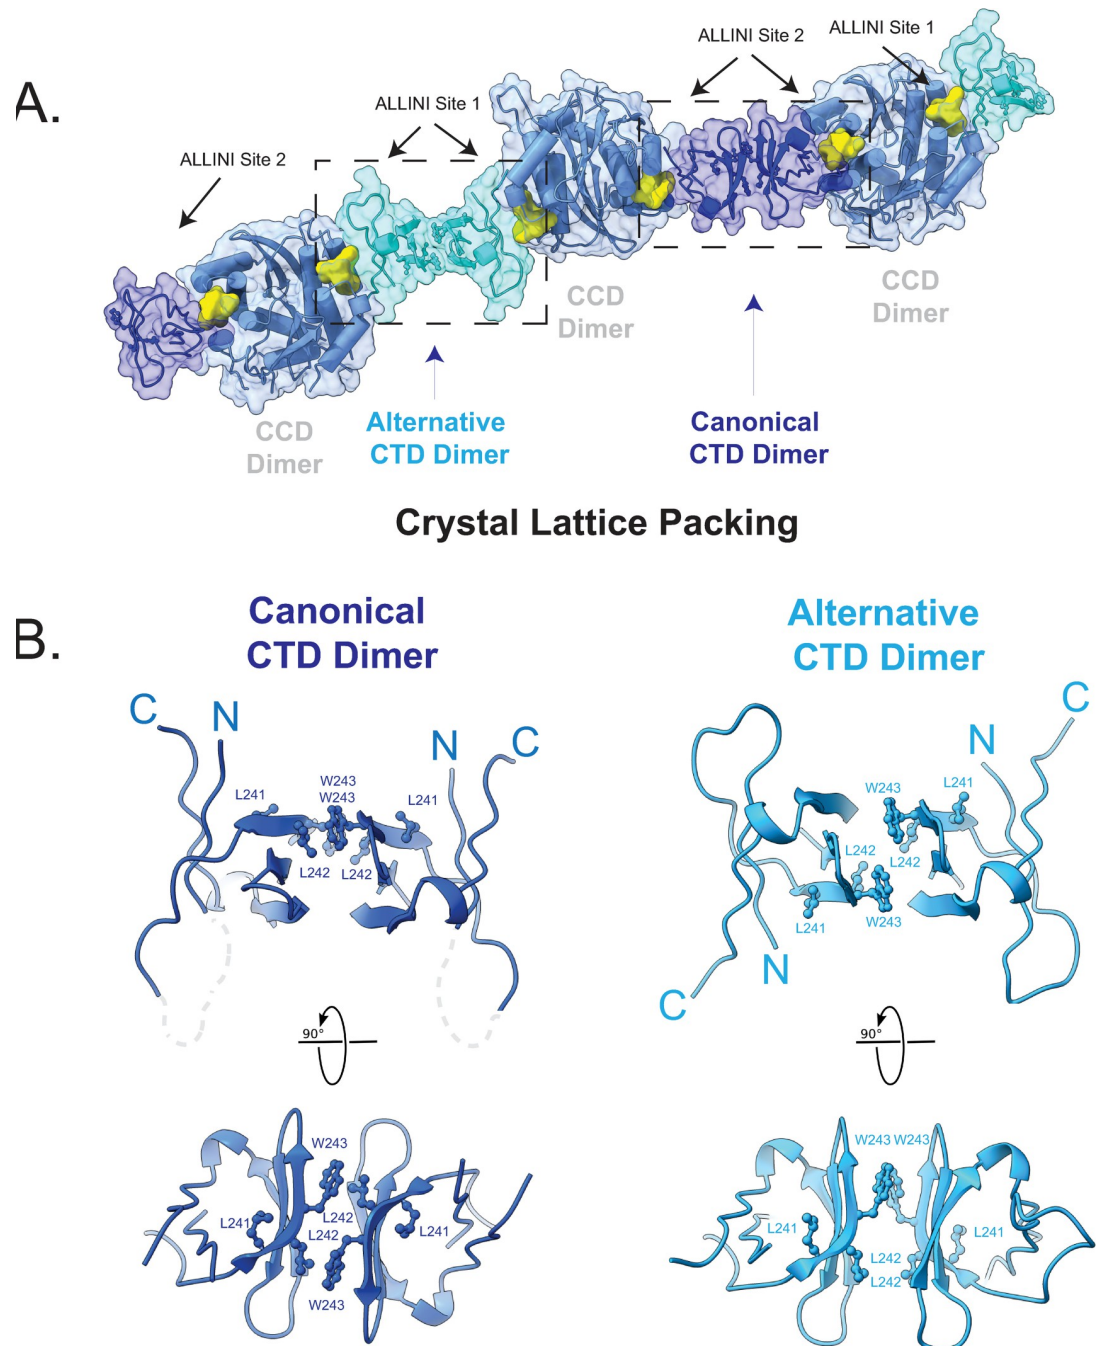 A.
ALLINI Site 2
ALLINI Site 1
ALLINI Site 2
ALLINI Site 1
CCD
Dimer
Alternative
CTD Dimer
CCD
Dimer
Canonical
CTD Dimer
CCD
Dimer
Crystal Lattice Packing
B.
Canonical
CTD Dimer
Alternative
CTD Dimer
C
N
N
C
W243
W243
L241
L241
L242
L242
90°
N
C
W243
L241
L242
L242
L241
W243
N
C
90°
W243
L241
L242
L242
L241
W243
W243 W243
L241
L241
L242
L242